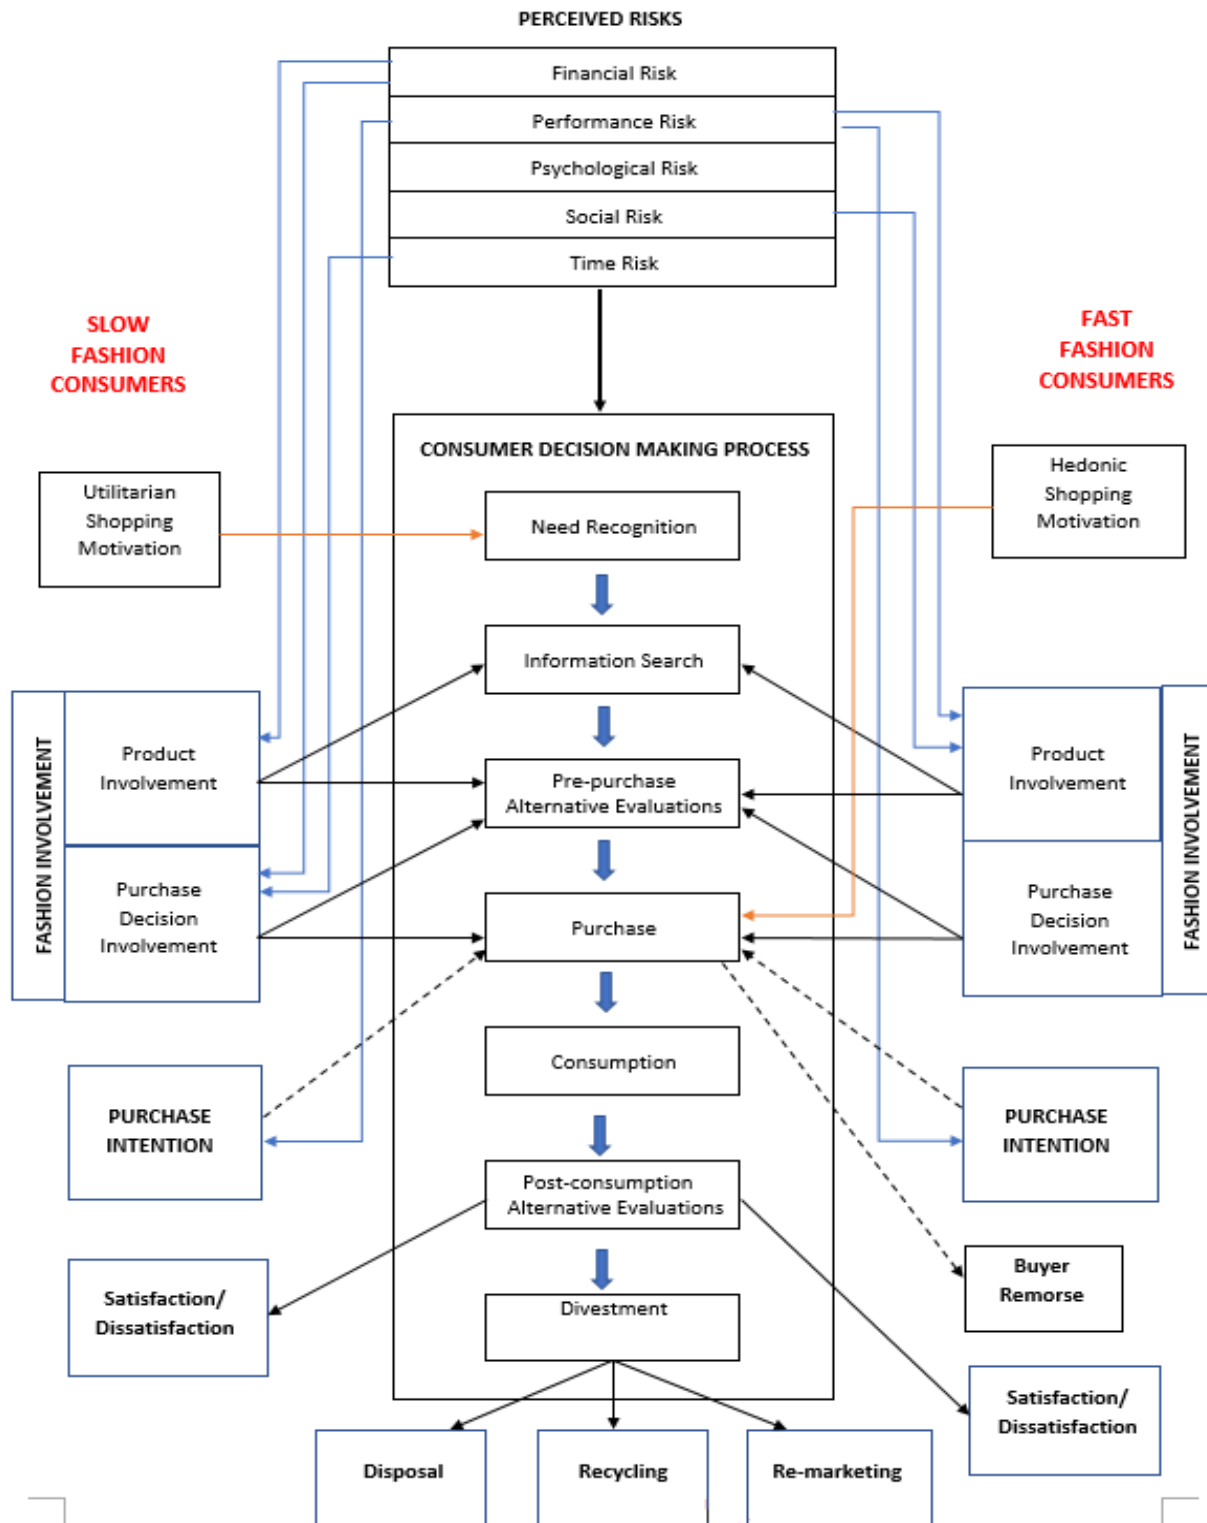 PERCEIVED RISKS
Financial Risk
Performance Risk
Psychological Risk
Social Risk
Time Risk
SLOW
FASHION
CONSUMERS
FAST
FASHION
CONSUMERS
CONSUMER DECISION MAKING PROCESS
Utilitarian
Shopping
Motivation
Need Recognition
Hedonic
Shopping
Motivation
Information Search
FASHION INVOLVEMENT
Product
Involvement
Pre-purchase
Alternative Evaluations
Product
Involvement
FASHION INVOLVEMENT
Purchase
Decision
Involvement
Purchase
Purchase
Decision
Involvement
Consumption
PURCHASE
INTENTION
PURCHASE
INTENTION
Post-consumption
Alternative Evaluations
Satisfaction/
Dissatisfaction
Buyer
Remorse
Divestment
Satisfaction/
Dissatisfaction
Disposal
Recycling
Re-marketing